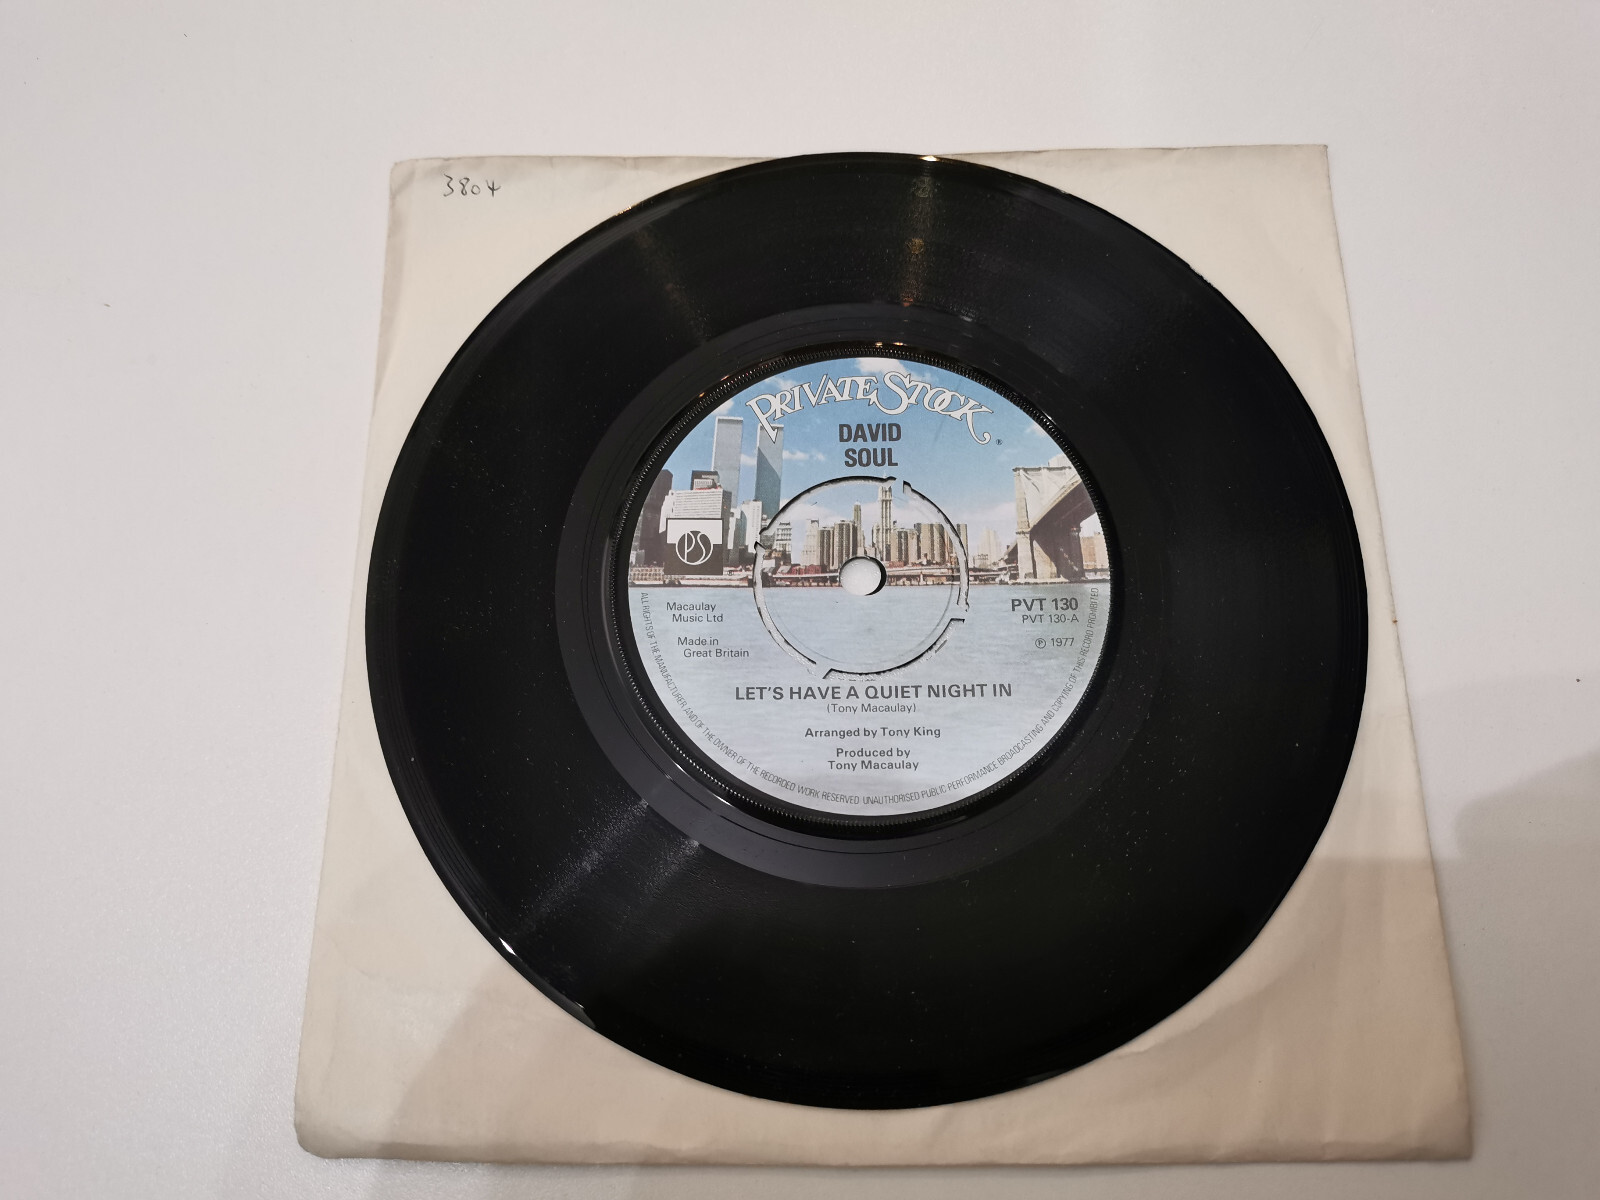 3804
PRIVATE STOCK
®
DAVID
SOUL
PS
Macaulay
Music Ltd
Made in
Great Britain
PVT 130
PVT 130-A
℗ 1977
LET'S HAVE A QUIET NIGHT IN
(Tony Macaulay)
Arranged by Tony King
Produced by
Tony Macaulay
ALL RIGHTS OF THE MANUFACTURER AND OF THE OWNER OF THE RECORDED WORK RESERVED UNAUTHORISED PUBLIC PERFORMANCE BROADCASTING AND COPYING OF THIS RECORD PROHIBITED